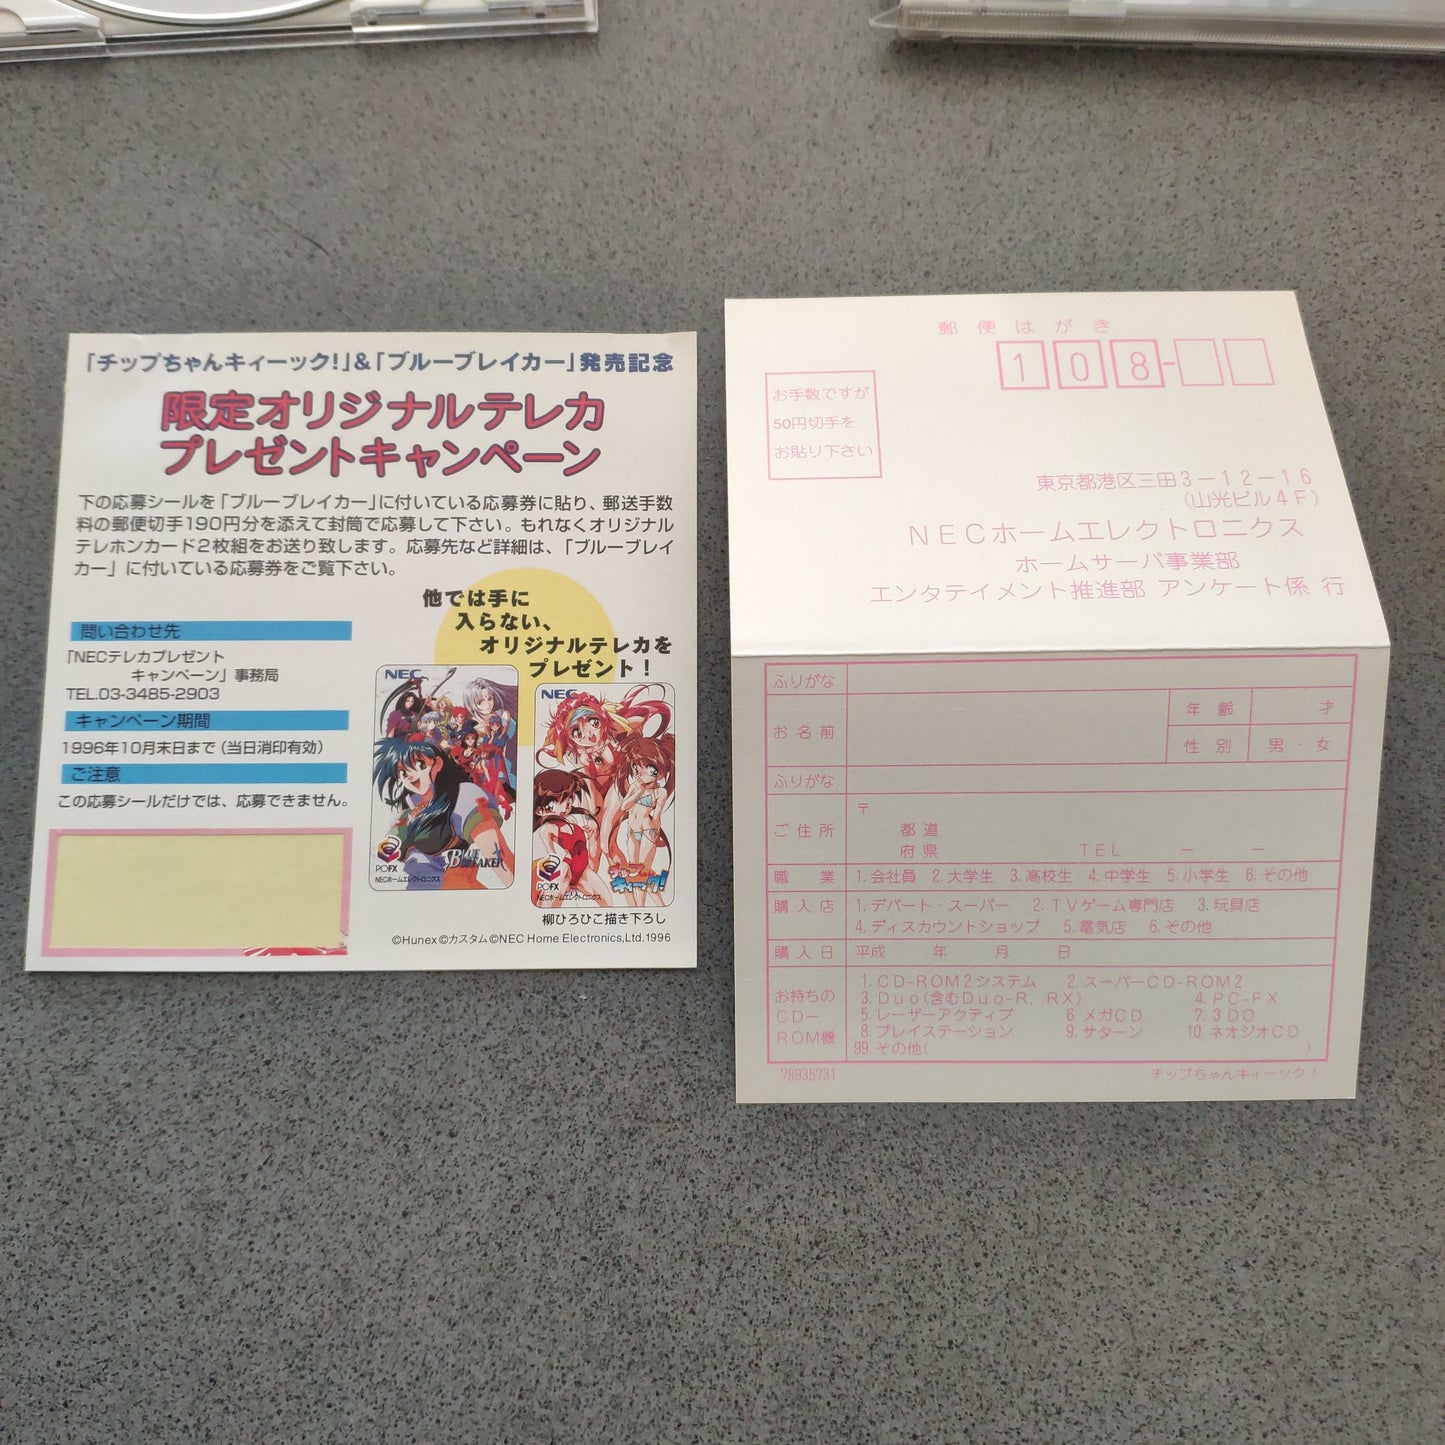 「チップちゃんキィーック!」&「ブルーブレイカー」発売記念
限定オリジナルテレカ
プレゼントキャンペーン
下の応募シールを「ブルーブレイカー」に付いている応募券に貼り、郵送手数
料の郵便切手190円分を添えて封筒で応募して下さい。もれなくオリジナル
テレホンカード2枚組をお送り致します。応募先など詳細は、「ブルーブレイ
カー」に付いている応募券をご覧下さい。
他では手に
入らない、
オリジナルテレカを
プレゼント!
問い合わせ先
「NECテレカプレゼント
キャンペーン」事務局
TEL.03-3485-2903
キャンペーン期間
1996年10月末日まで(当日消印有効)
ご注意
この応募シールだけでは、応募できません。
NEC
BLUE BREAKER
PC-FX
NECホームエレクトロニクス
NEC
チップちゃんキィーック!
PC-FX
NECホームエレクトロニクス
柳ひろひこ描き下ろし
©Hunex©カスタム©NEC Home Electronics,Ltd.1996
郵便はがき
108-
お手数ですが
50円切手を
お貼り下さい
東京都港区三田3-12-16
(山光ビル4F)
NECホームエレクトロニクス
ホームサーバ事業部
エンタテイメント推進部 アンケート係 行
ふりがな
お名前
年齢 才
性別 男・女
ふりがな
ご住所
〒
都道
府県 TEL - -
職業 1.会社員 2.大学生 3.高校生 4.中学生 5.小学生 6.その他
購入店 1.デパート・スーパー 2.TVゲーム専門店 3.玩具店
4.ディスカウントショップ 5.電気店 6.その他
購入日 平成 年 月 日
お持ちの
CD-
ROM機
1.CD-ROM2システム 2.スーパーCD-ROM2
3.Duo(含むDuo-R、RX) 4.PC-FX
5.レーザーアクティブ 6.メガCD 7.3DO
8.プレイステーション 9.サターン 10.ネオジオCD
99.その他( )
78935731 チップちゃんキィーック!